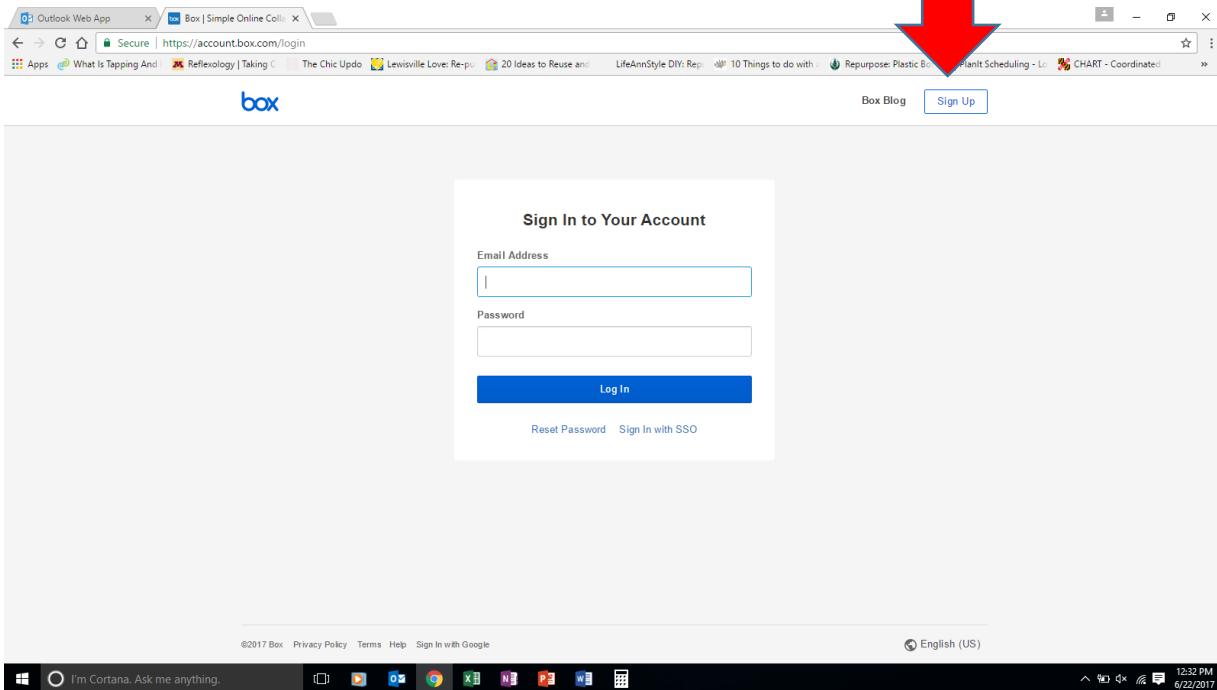 Outlook Web App
Box | Simple Online Colla
Secure | https://account.box.com/login
Apps What Is Tapping And Reflexology | Taking C The Chic Updo Lewisville Love: Re-pu 20 Ideas to Reuse and LifeAnnStyle DIY: Rep 10 Things to do with Repurpose: Plastic Bo PlanIt Scheduling - Lo CHART - Coordinated »
box
Box Blog
Sign Up
Sign In to Your Account
Email Address
Password
Log In
Reset Password Sign In with SSO
©2017 Box Privacy Policy Terms Help Sign In with Google
English (US)
I'm Cortana. Ask me anything.
12:32 PM
6/22/2017